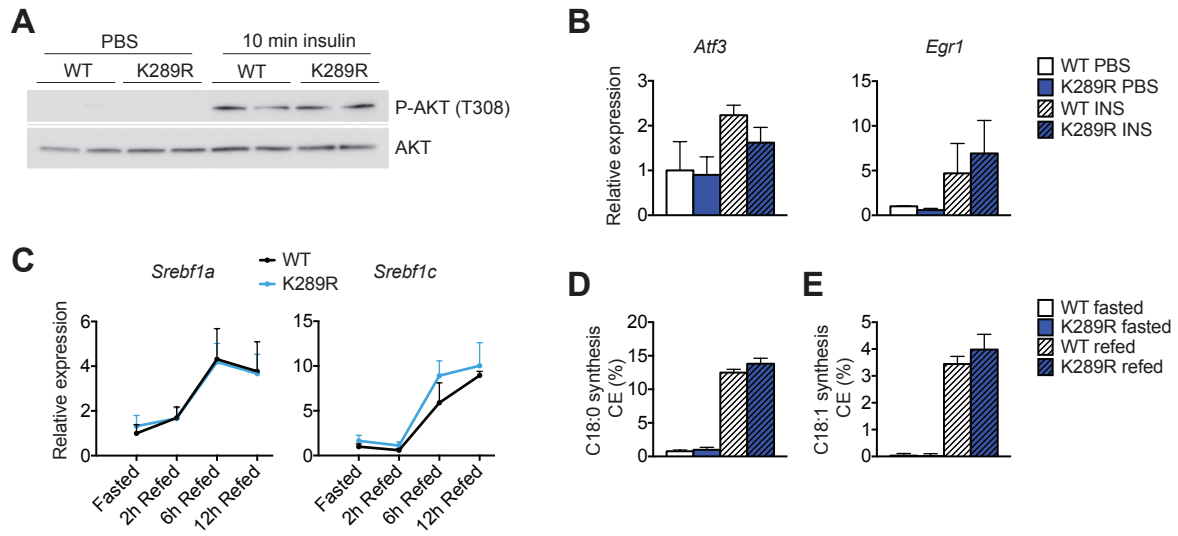 A
PBS
10 min insulin
WT
K289R
WT
K289R
P-AKT (T308)
AKT
B
Atf3
Egr1
Relative expression
3
2
1
0
15
10
5
0
WT PBS
K289R PBS
WT INS
K289R INS
C
Srebf1a
WT
K289R
Srebf1c
Relative expression
6
4
2
0
15
10
5
0
Fasted
2h Refed
6h Refed
12h Refed
Fasted
2h Refed
6h Refed
12h Refed
D
C18:0 synthesis
CE (%)
20
15
10
5
0
E
C18:1 synthesis
CE (%)
5
4
3
2
1
0
WT fasted
K289R fasted
WT refed
K289R refed